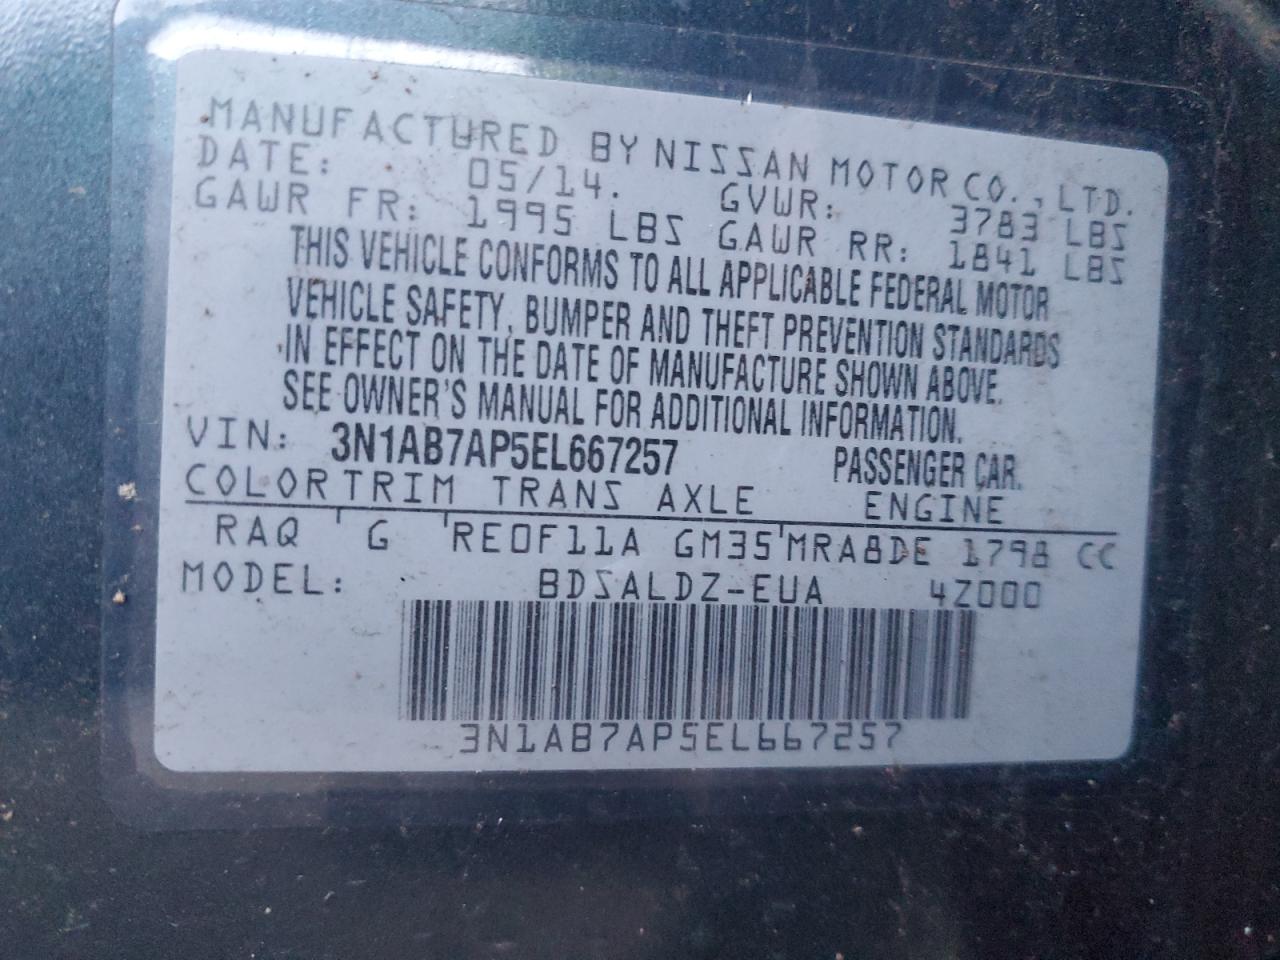 MANUFACTURED BY NISSAN MOTOR CO., LTD.
DATE: 05/14. GVWR: 3783 LBS
GAWR FR: 1995 LBS GAWR RR: 1841 LBS
THIS VEHICLE CONFORMS TO ALL APPLICABLE FEDERAL MOTOR
VEHICLE SAFETY, BUMPER AND THEFT PREVENTION STANDARDS
IN EFFECT ON THE DATE OF MANUFACTURE SHOWN ABOVE.
SEE OWNER'S MANUAL FOR ADDITIONAL INFORMATION.
VIN: 3N1AB7AP5EL667257 PASSENGER CAR.
COLOR TRIM TRANS AXLE ENGINE
RAQ G RE0F11A GM35 MRA8DE 1798 CC
MODEL: BDSALDZ-EUA 4Z000
3N1AB7AP5EL667257